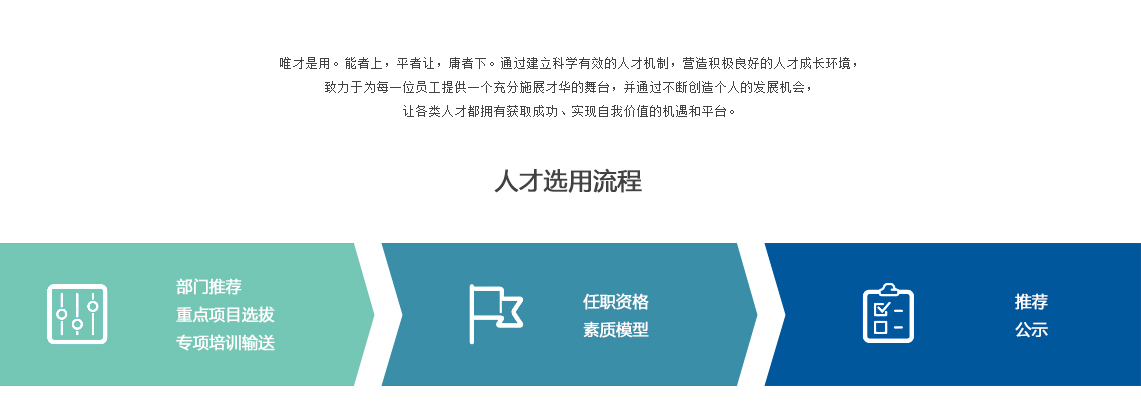 唯才是用。能者上，平者让，庸者下。通过建立科学有效的人才机制，营造积极良好的人才成长环境，
致力于为每一位员工提供一个充分施展才华的舞台，并通过不断创造个人的发展机会，
让各类人才都拥有获取成功、实现自我价值的机遇和平台。
人才选用流程
部门推荐
重点项目选拔
专项培训输送
任职资格
素质模型
推荐
公示